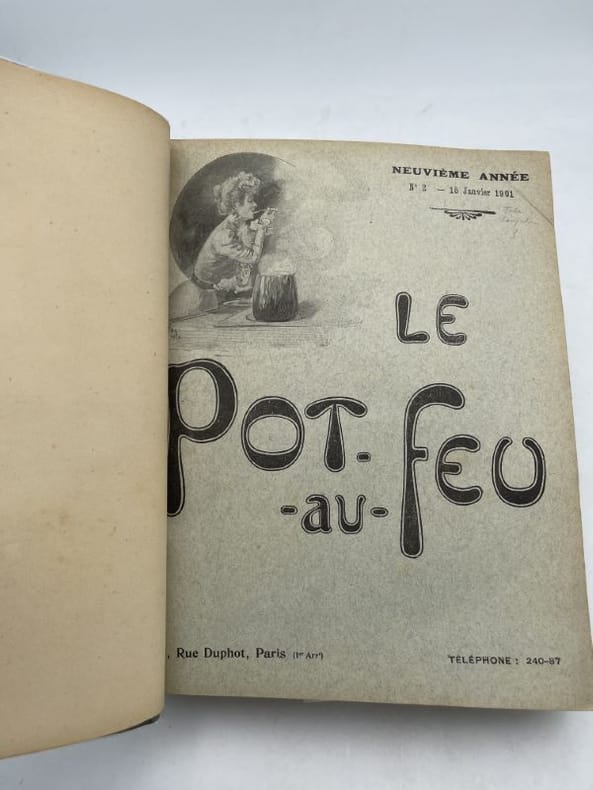 NEUVIÈME ANNÉE
N° 2 — 15 Janvier 1901
LE
POT-
-AU-
FEU
, Rue Duphot, Paris (1er Arrt)
TÉLÉPHONE : 240-87